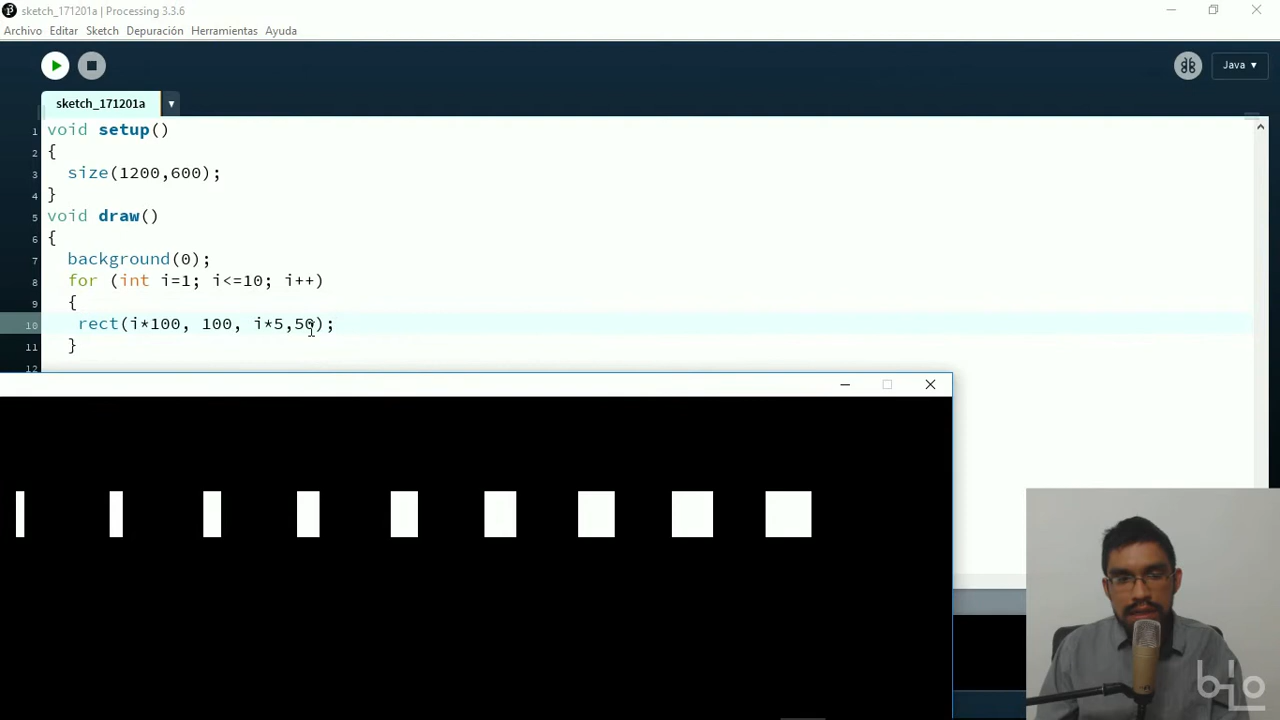 sketch_171201a | Processing 3.3.6
Archivo Editar Sketch Depuración Herramientas Ayuda
Java ▾
sketch_171201a ▾
1 void setup()
2 {
3 size(1200,600);
4 }
5 void draw()
6 {
7 background(0);
8 for (int i=1; i<=10; i++)
9 {
10 rect(i*100, 100, i*5,50);
11 }
12
blo